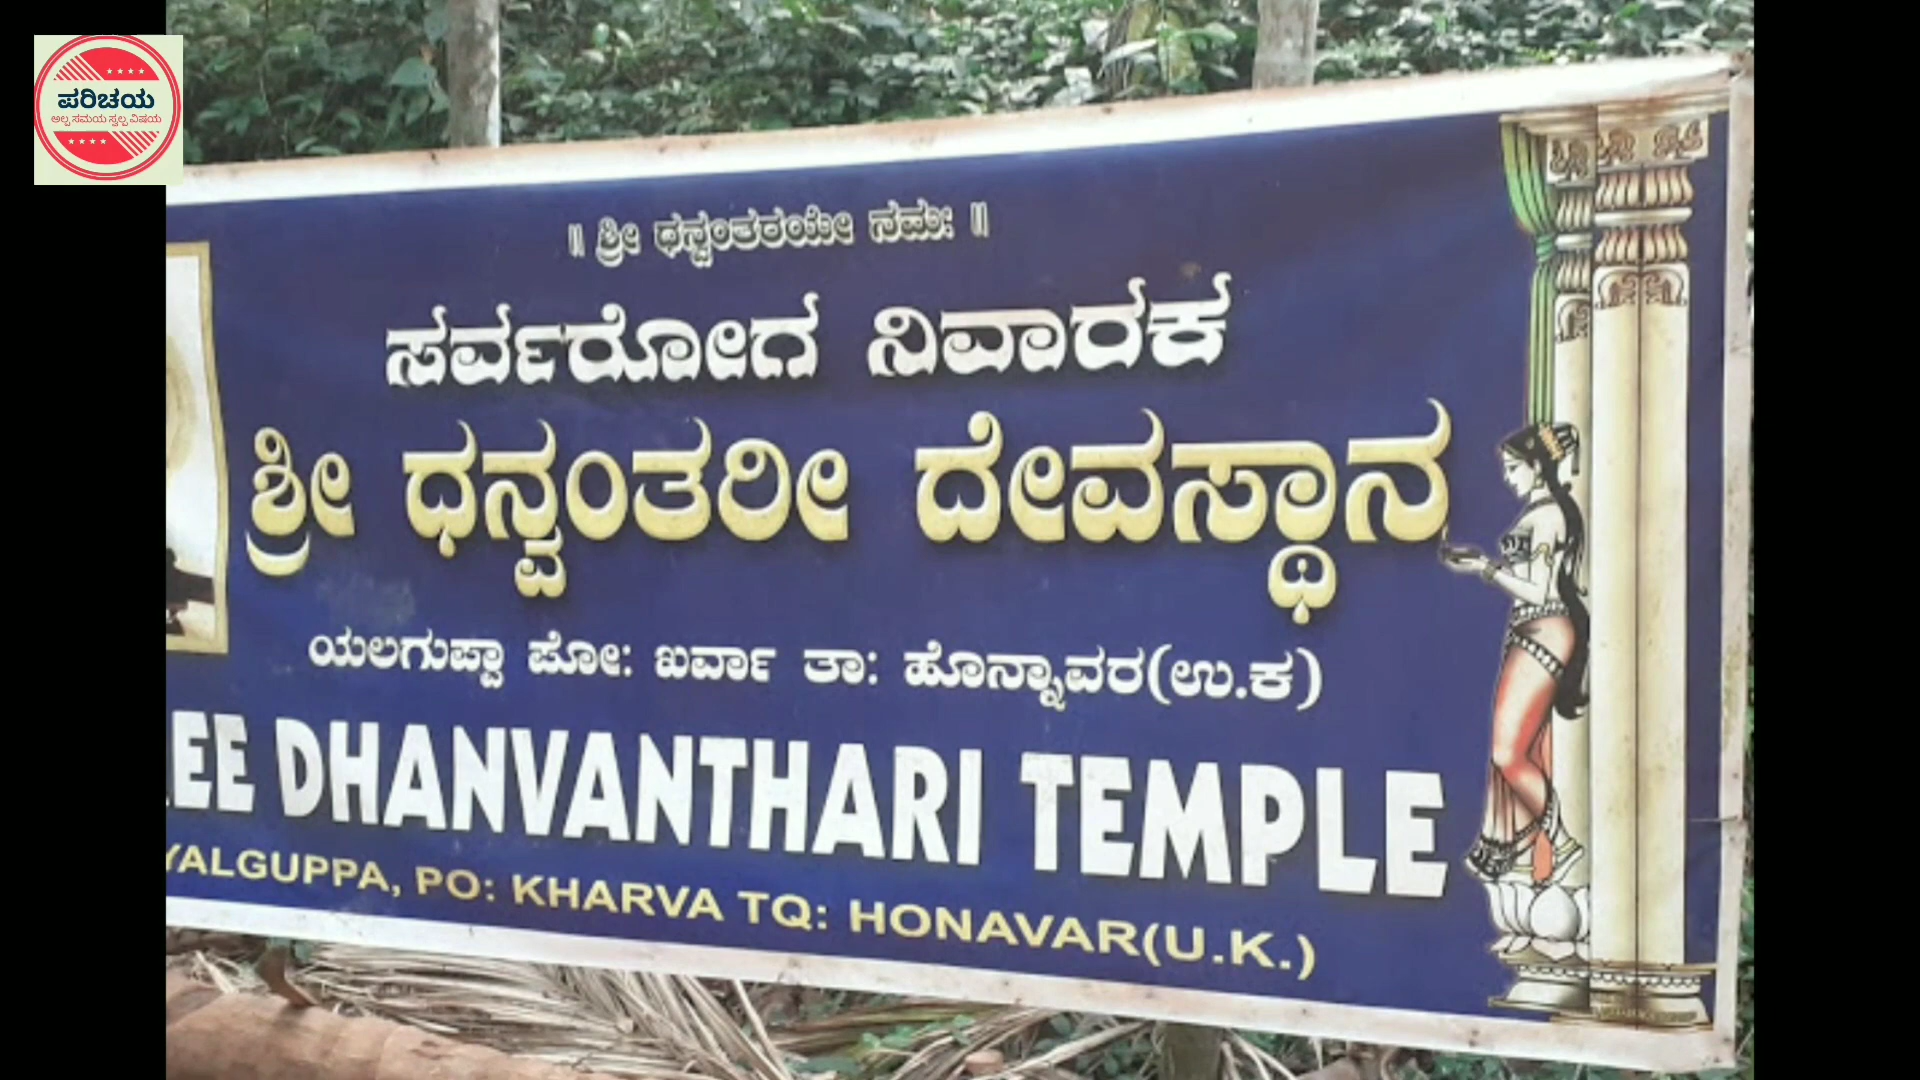 ಪರಿಚಯ
ಅಲ್ಪ ಸಮಯ ಸ್ವಲ್ಪ ವಿಷಯ
॥ ಶ್ರೀ ಧನ್ವಂತರಯೇ ನಮಃ ॥
ಸರ್ವರೋಗ ನಿವಾರಕ
ಶ್ರೀ ಧನ್ವಂತರೀ ದೇವಸ್ಥಾನ
ಯಲಗುಪ್ಪಾ ಪೋ: ಖರ್ವಾ ತಾ: ಹೊನ್ನಾವರ(ಉ.ಕ)
EE DHANVANTHARI TEMPLE
YALGUPPA, PO: KHARVA TQ: HONAVAR(U.K.)